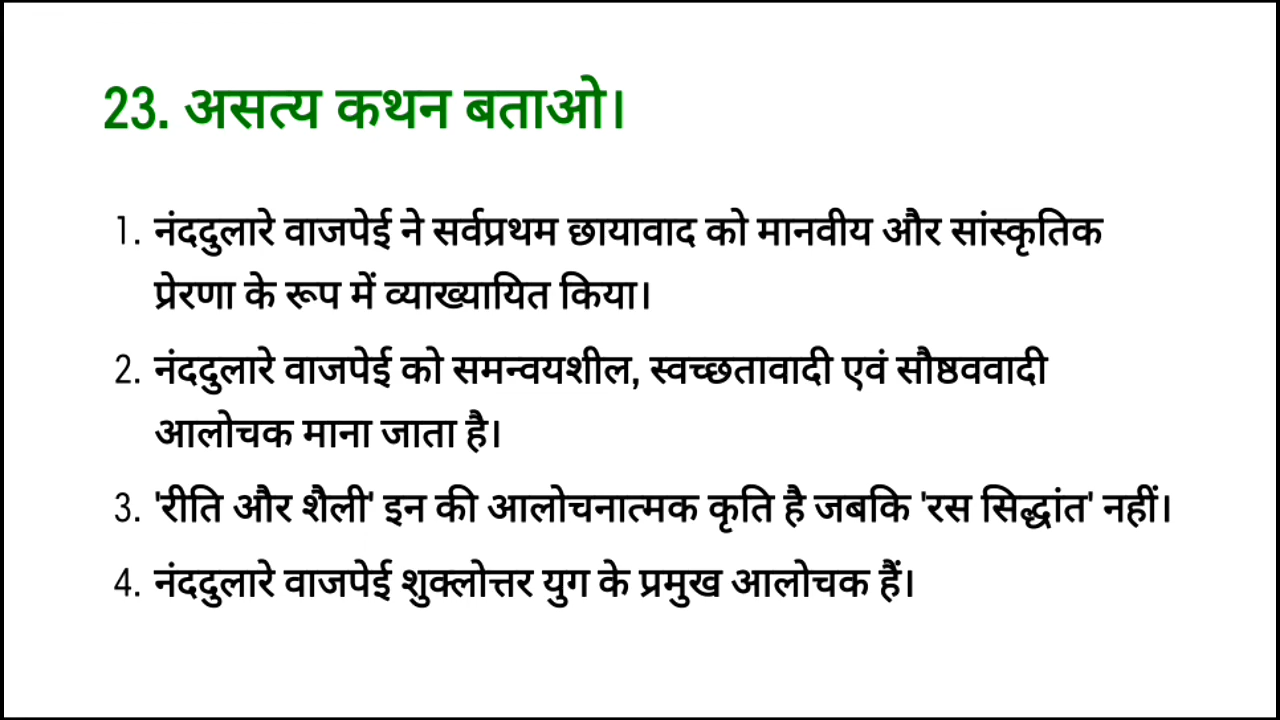 23. असत्य कथन बताओ।
1. नंददुलारे वाजपेई ने सर्वप्रथम छायावाद को मानवीय और सांस्कृतिक
प्रेरणा के रूप में व्याख्यायित किया।
2. नंददुलारे वाजपेई को समन्वयशील, स्वच्छतावादी एवं सौष्ठववादी
आलोचक माना जाता है।
3. 'रीति और शैली' इन की आलोचनात्मक कृति है जबकि 'रस सिद्धांत' नहीं।
4. नंददुलारे वाजपेई शुक्लोत्तर युग के प्रमुख आलोचक हैं।